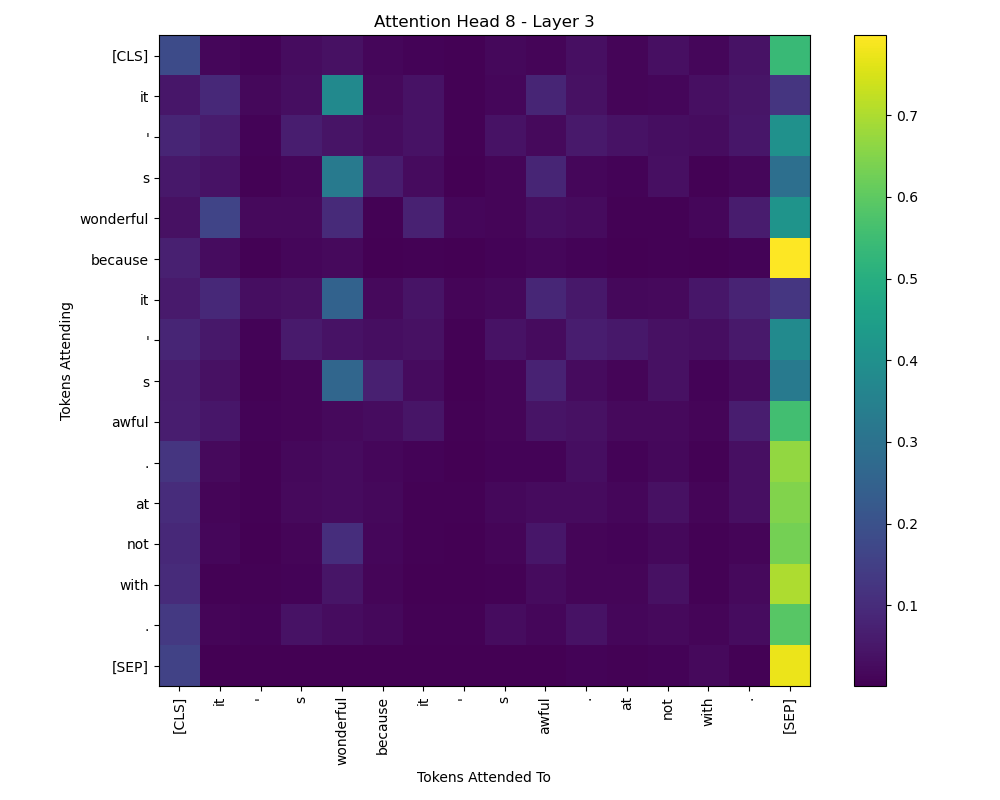 Attention Head 8 - Layer 3
[CLS]
it
'
s
wonderful
because
it
'
s
awful
.
at
not
with
.
[SEP]
Tokens Attending
[CLS]
it
'
s
wonderful
because
it
'
s
awful
.
at
not
with
.
[SEP]
Tokens Attended To
0.7
0.6
0.5
0.4
0.3
0.2
0.1